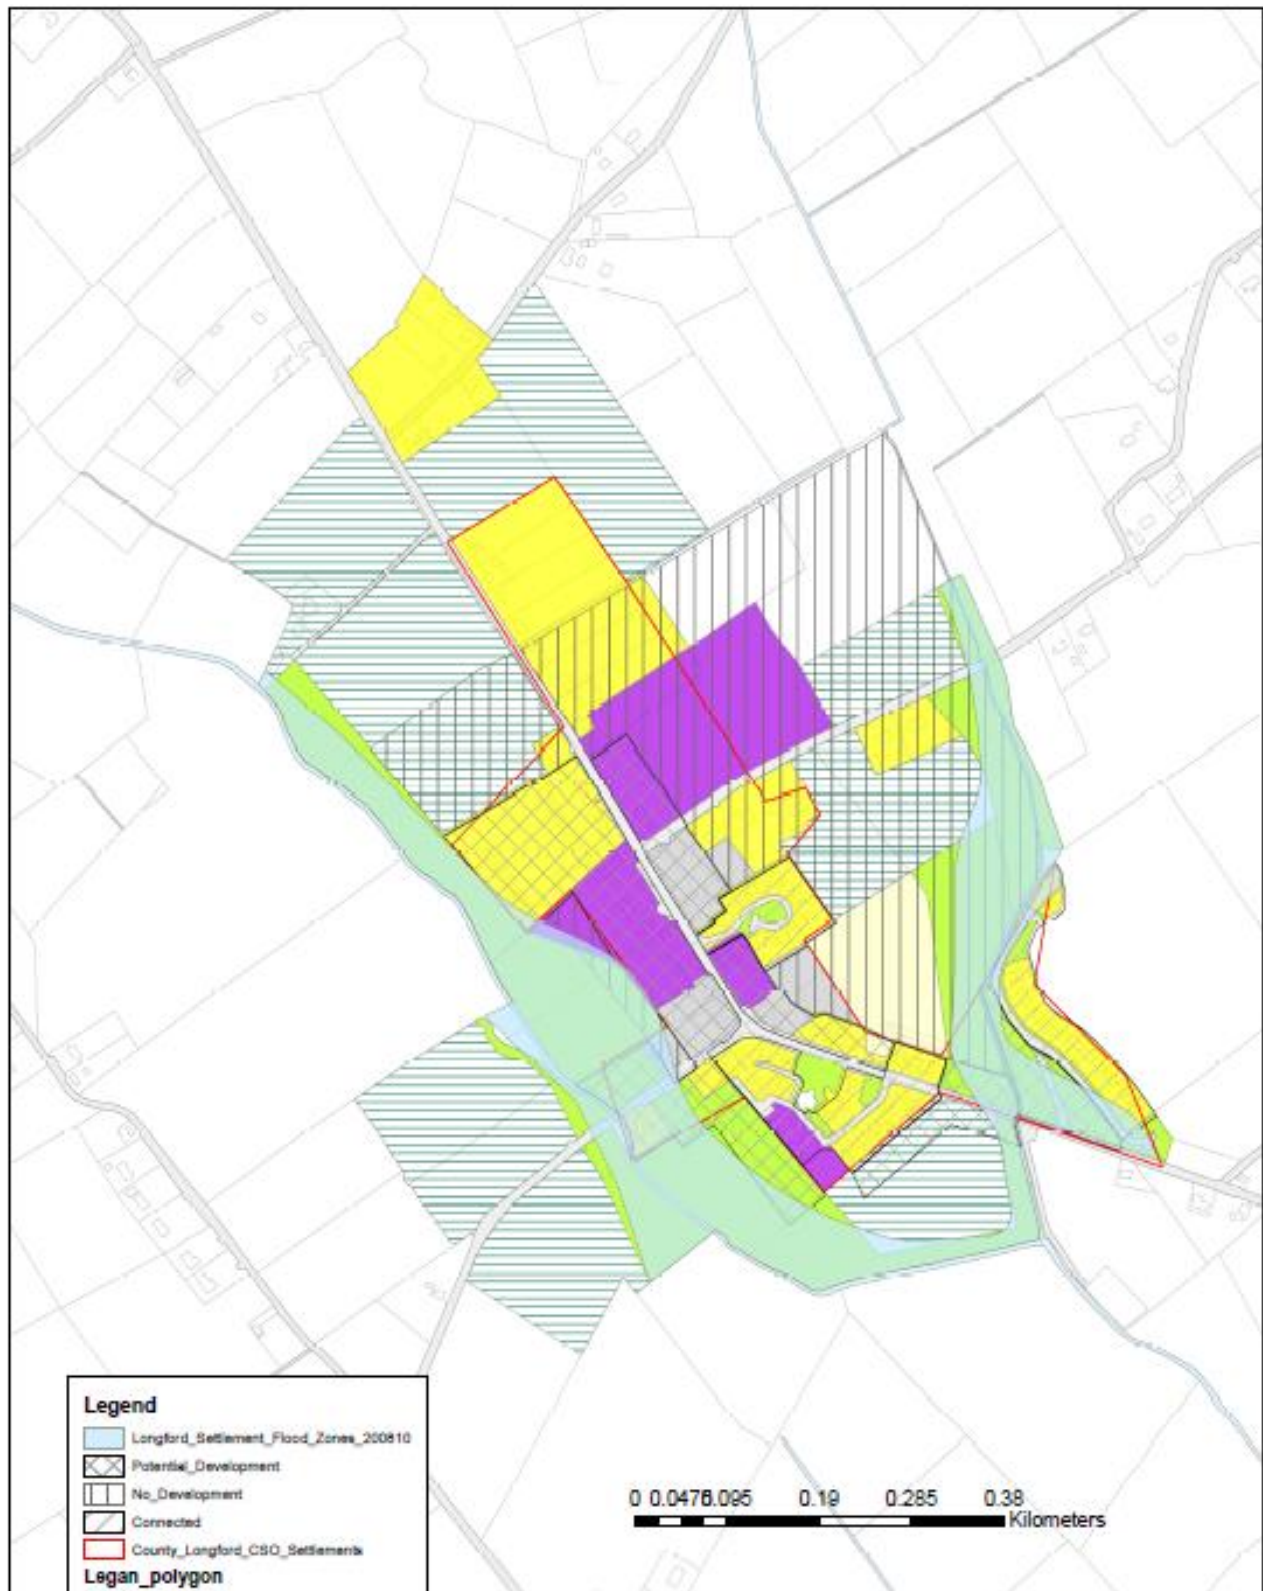 Legend
Longford_Settlement_Flood_Zones_200810
Potential_Development
No_Development
Connected
County_Longford_CSO_Settlements
Legan_polygon
0 0.0475 0.095 0.19 0.285 0.38
Kilometers